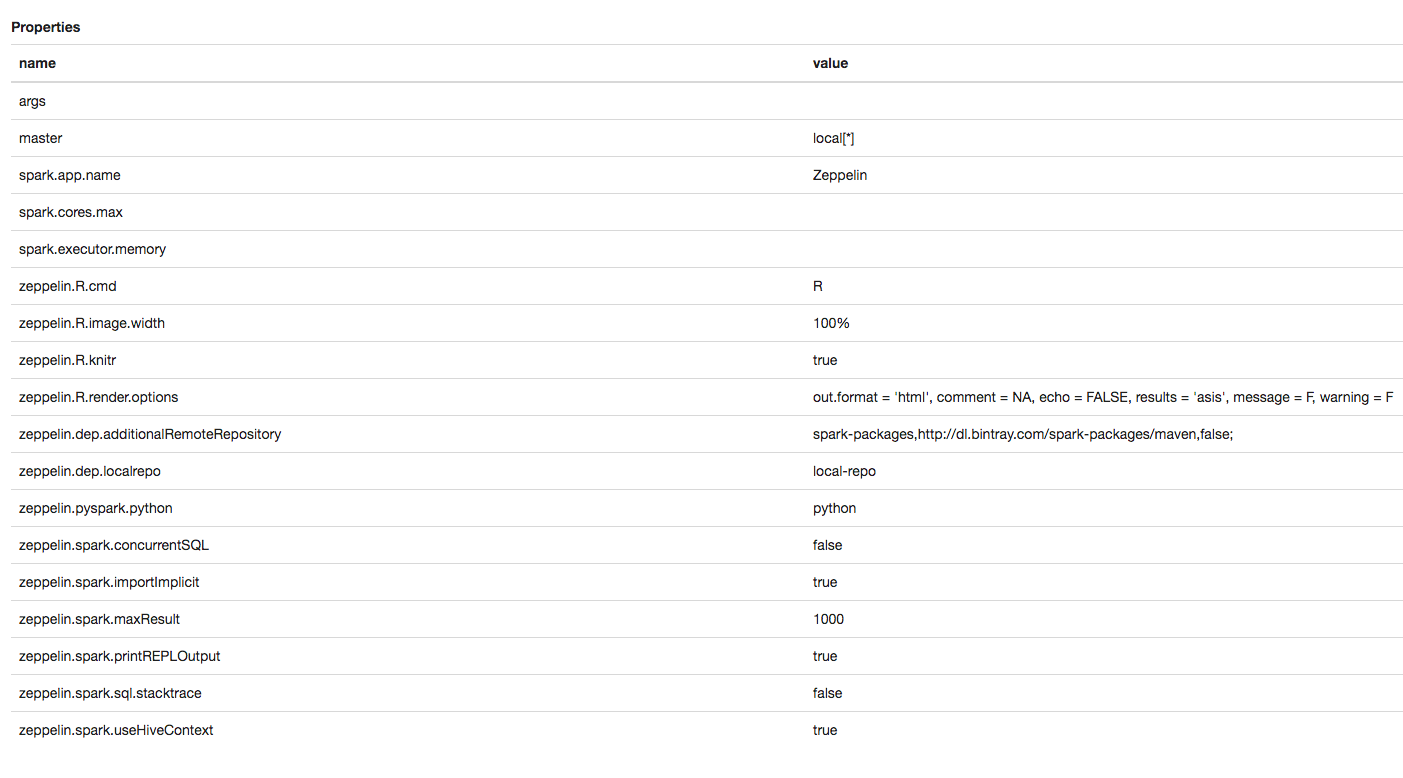 Properties
name value
args
master local[*]
spark.app.name Zeppelin
spark.cores.max
spark.executor.memory
zeppelin.R.cmd R
zeppelin.R.image.width 100%
zeppelin.R.knitr true
zeppelin.R.render.options out.format = 'html', comment = NA, echo = FALSE, results = 'asis', message = F, warning = F
zeppelin.dep.additionalRemoteRepository spark-packages,http://dl.bintray.com/spark-packages/maven,false;
zeppelin.dep.localrepo local-repo
zeppelin.pyspark.python python
zeppelin.spark.concurrentSQL false
zeppelin.spark.importImplicit true
zeppelin.spark.maxResult 1000
zeppelin.spark.printREPLOutput true
zeppelin.spark.sql.stacktrace false
zeppelin.spark.useHiveContext true